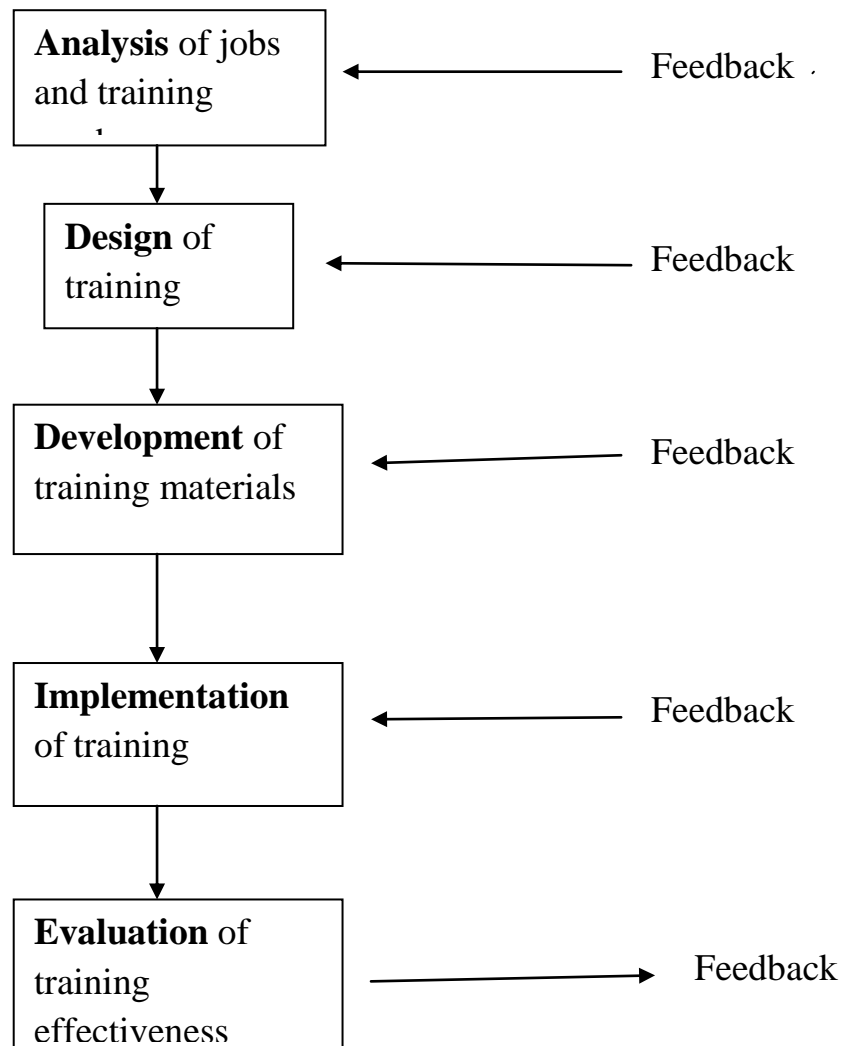 Analysis of jobs
and training
Feedback
Design of
training
Feedback
Development of
training materials
Feedback
Implementation
of training
Feedback
Evaluation of
training
effectiveness
Feedback